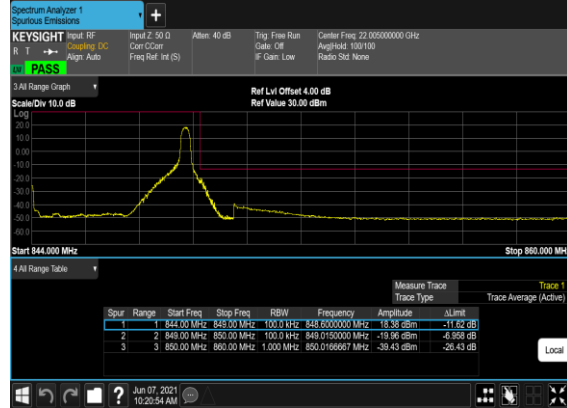 Spectrum Analyzer 1
Spurious Emissions
KEYSIGHT
R T
PASS
Input: RF
Coupling: DC
Align: Auto
Input Z: 50 Ω
Corr CCorr
Freq Ref: Int (S)
Atten: 40 dB
Trig: Free Run
Gate: Off
IF Gain: Low
Center Freq: 22.005000000 GHz
Avg|Hold: 100/100
Radio Std: None
3 All Range Graph
Scale/Div 10.0 dB
Ref Lvl Offset 4.00 dB
Ref Value 30.00 dBm
Log
20.0
10.0
0.00
-10.0
-20.0
-30.0
-40.0
-50.0
-60.0
Start 844.000 MHz
Stop 860.000 MH
4 All Range Table
Measure Trace Trace 1
Trace Type Trace Average (Active)
Spur Range Start Freq Stop Freq RBW Frequency Amplitude ΔLimit
1 1 844.00 MHz 849.00 MHz 100.0 kHz 848.6000000 MHz 18.38 dBm -11.62 dB
2 2 849.00 MHz 850.00 MHz 100.0 kHz 849.0150000 MHz -19.96 dBm -6.958 dB
3 3 850.00 MHz 860.00 MHz 1.000 MHz 850.0166667 MHz -39.43 dBm -26.43 dB
Local
?
Jun 07, 2021
10:20:54 AM